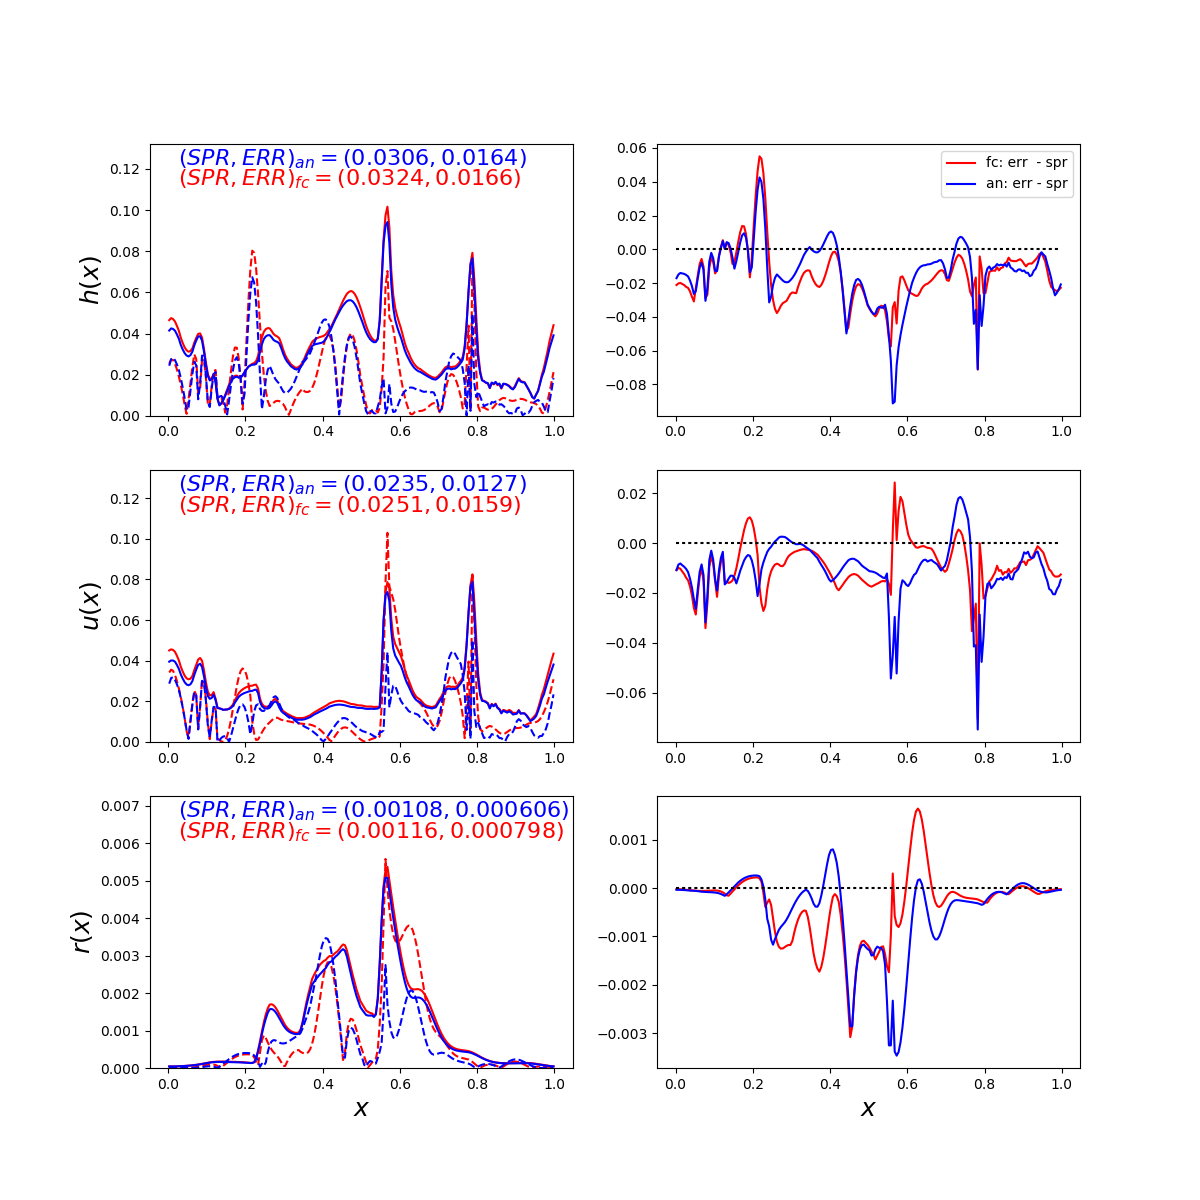 (SPR, ERR)an = (0.0306, 0.0164)
(SPR, ERR)fc = (0.0324, 0.0166)
h(x)
0.12
0.10
0.08
0.06
0.04
0.02
0.00
0.0 0.2 0.4 0.6 0.8 1.0
fc: err - spr
an: err - spr
0.06
0.04
0.02
0.00
−0.02
−0.04
−0.06
−0.08
0.0 0.2 0.4 0.6 0.8 1.0
(SPR, ERR)an = (0.0235, 0.0127)
(SPR, ERR)fc = (0.0251, 0.0159)
u(x)
0.12
0.10
0.08
0.06
0.04
0.02
0.00
0.0 0.2 0.4 0.6 0.8 1.0
0.02
0.00
−0.02
−0.04
−0.06
0.0 0.2 0.4 0.6 0.8 1.0
(SPR, ERR)an = (0.00108, 0.000606)
(SPR, ERR)fc = (0.00116, 0.000798)
r(x)
0.007
0.006
0.005
0.004
0.003
0.002
0.001
0.000
0.0 0.2 0.4 0.6 0.8 1.0
x
0.001
0.000
−0.001
−0.002
−0.003
0.0 0.2 0.4 0.6 0.8 1.0
x